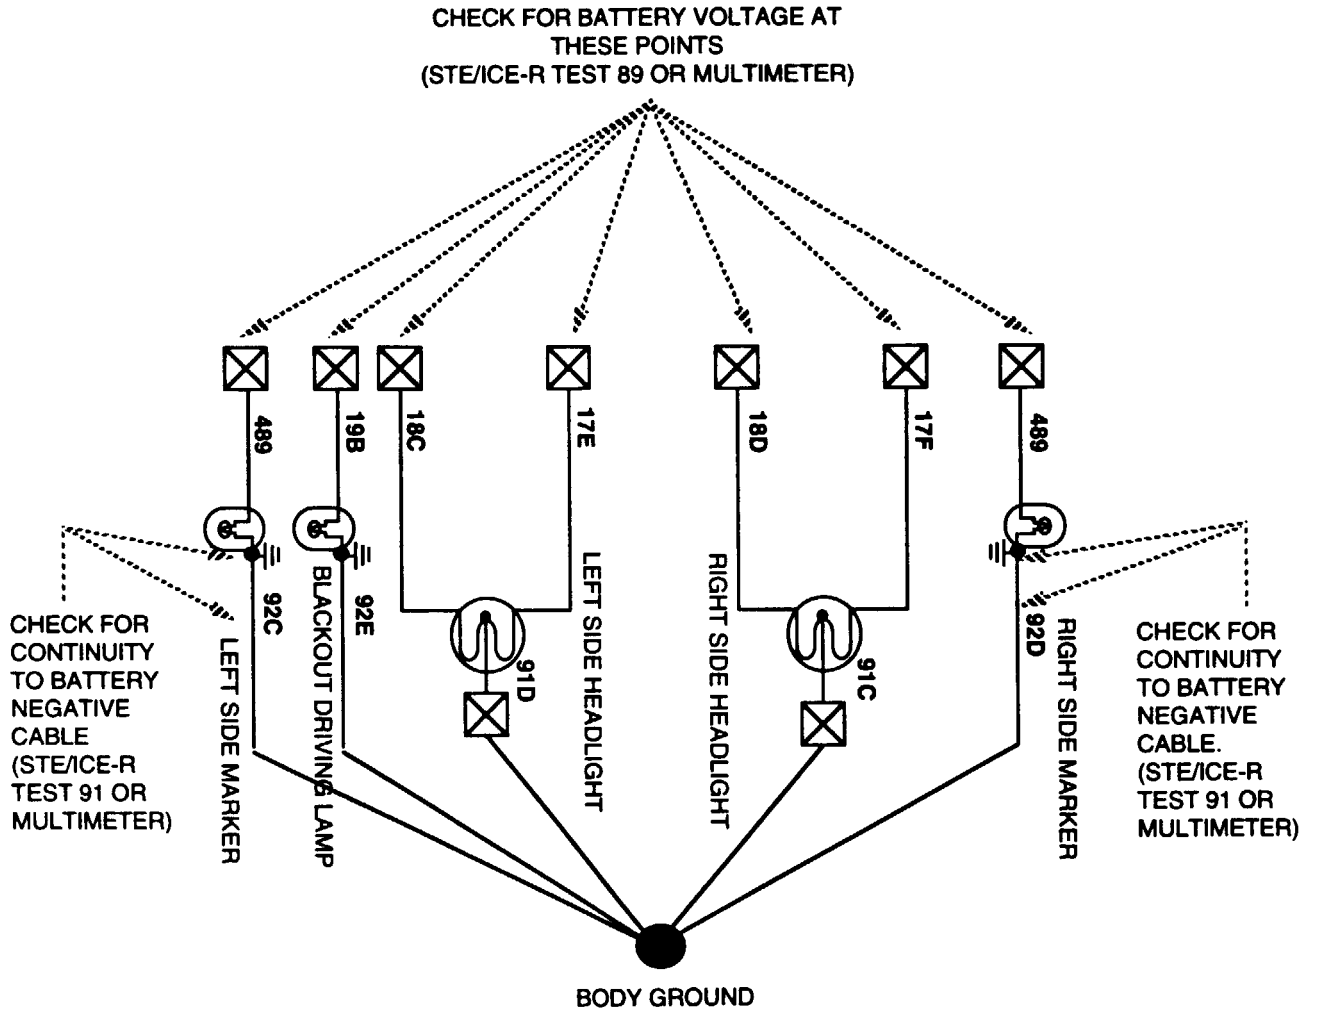 CHECK FOR BATTERY VOLTAGE AT
THESE POINTS
(STE/ICE-R TEST 89 OR MULTIMETER)
489
19B
18C
17E
18D
17F
489
92C
92E
91D
91C
92D
LEFT SIDE MARKER
BLACKOUT DRIVING LAMP
LEFT SIDE HEADLIGHT
RIGHT SIDE HEADLIGHT
RIGHT SIDE MARKER
CHECK FOR
CONTINUITY
TO BATTERY
NEGATIVE
CABLE
(STE/ICE-R
TEST 91 OR
MULTIMETER)
CHECK FOR
CONTINUITY
TO BATTERY
NEGATIVE
CABLE.
(STE/ICE-R
TEST 91 OR
MULTIMETER)
BODY GROUND